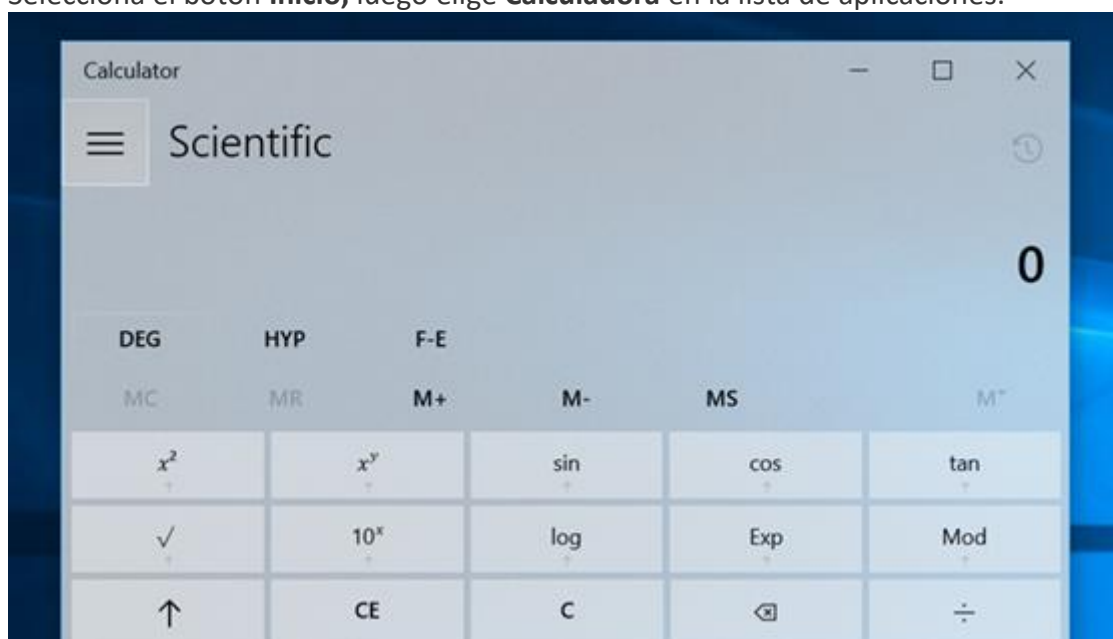 Selecciona el botón Inicio, luego elige Calculadora en la lista de aplicaciones.
Calculator
Scientific
0
DEG HYP F-E
MC MR M+ M- MS M˅
x² xʸ sin cos tan
√ 10ˣ log Exp Mod
↑ CE C ⌫ ÷